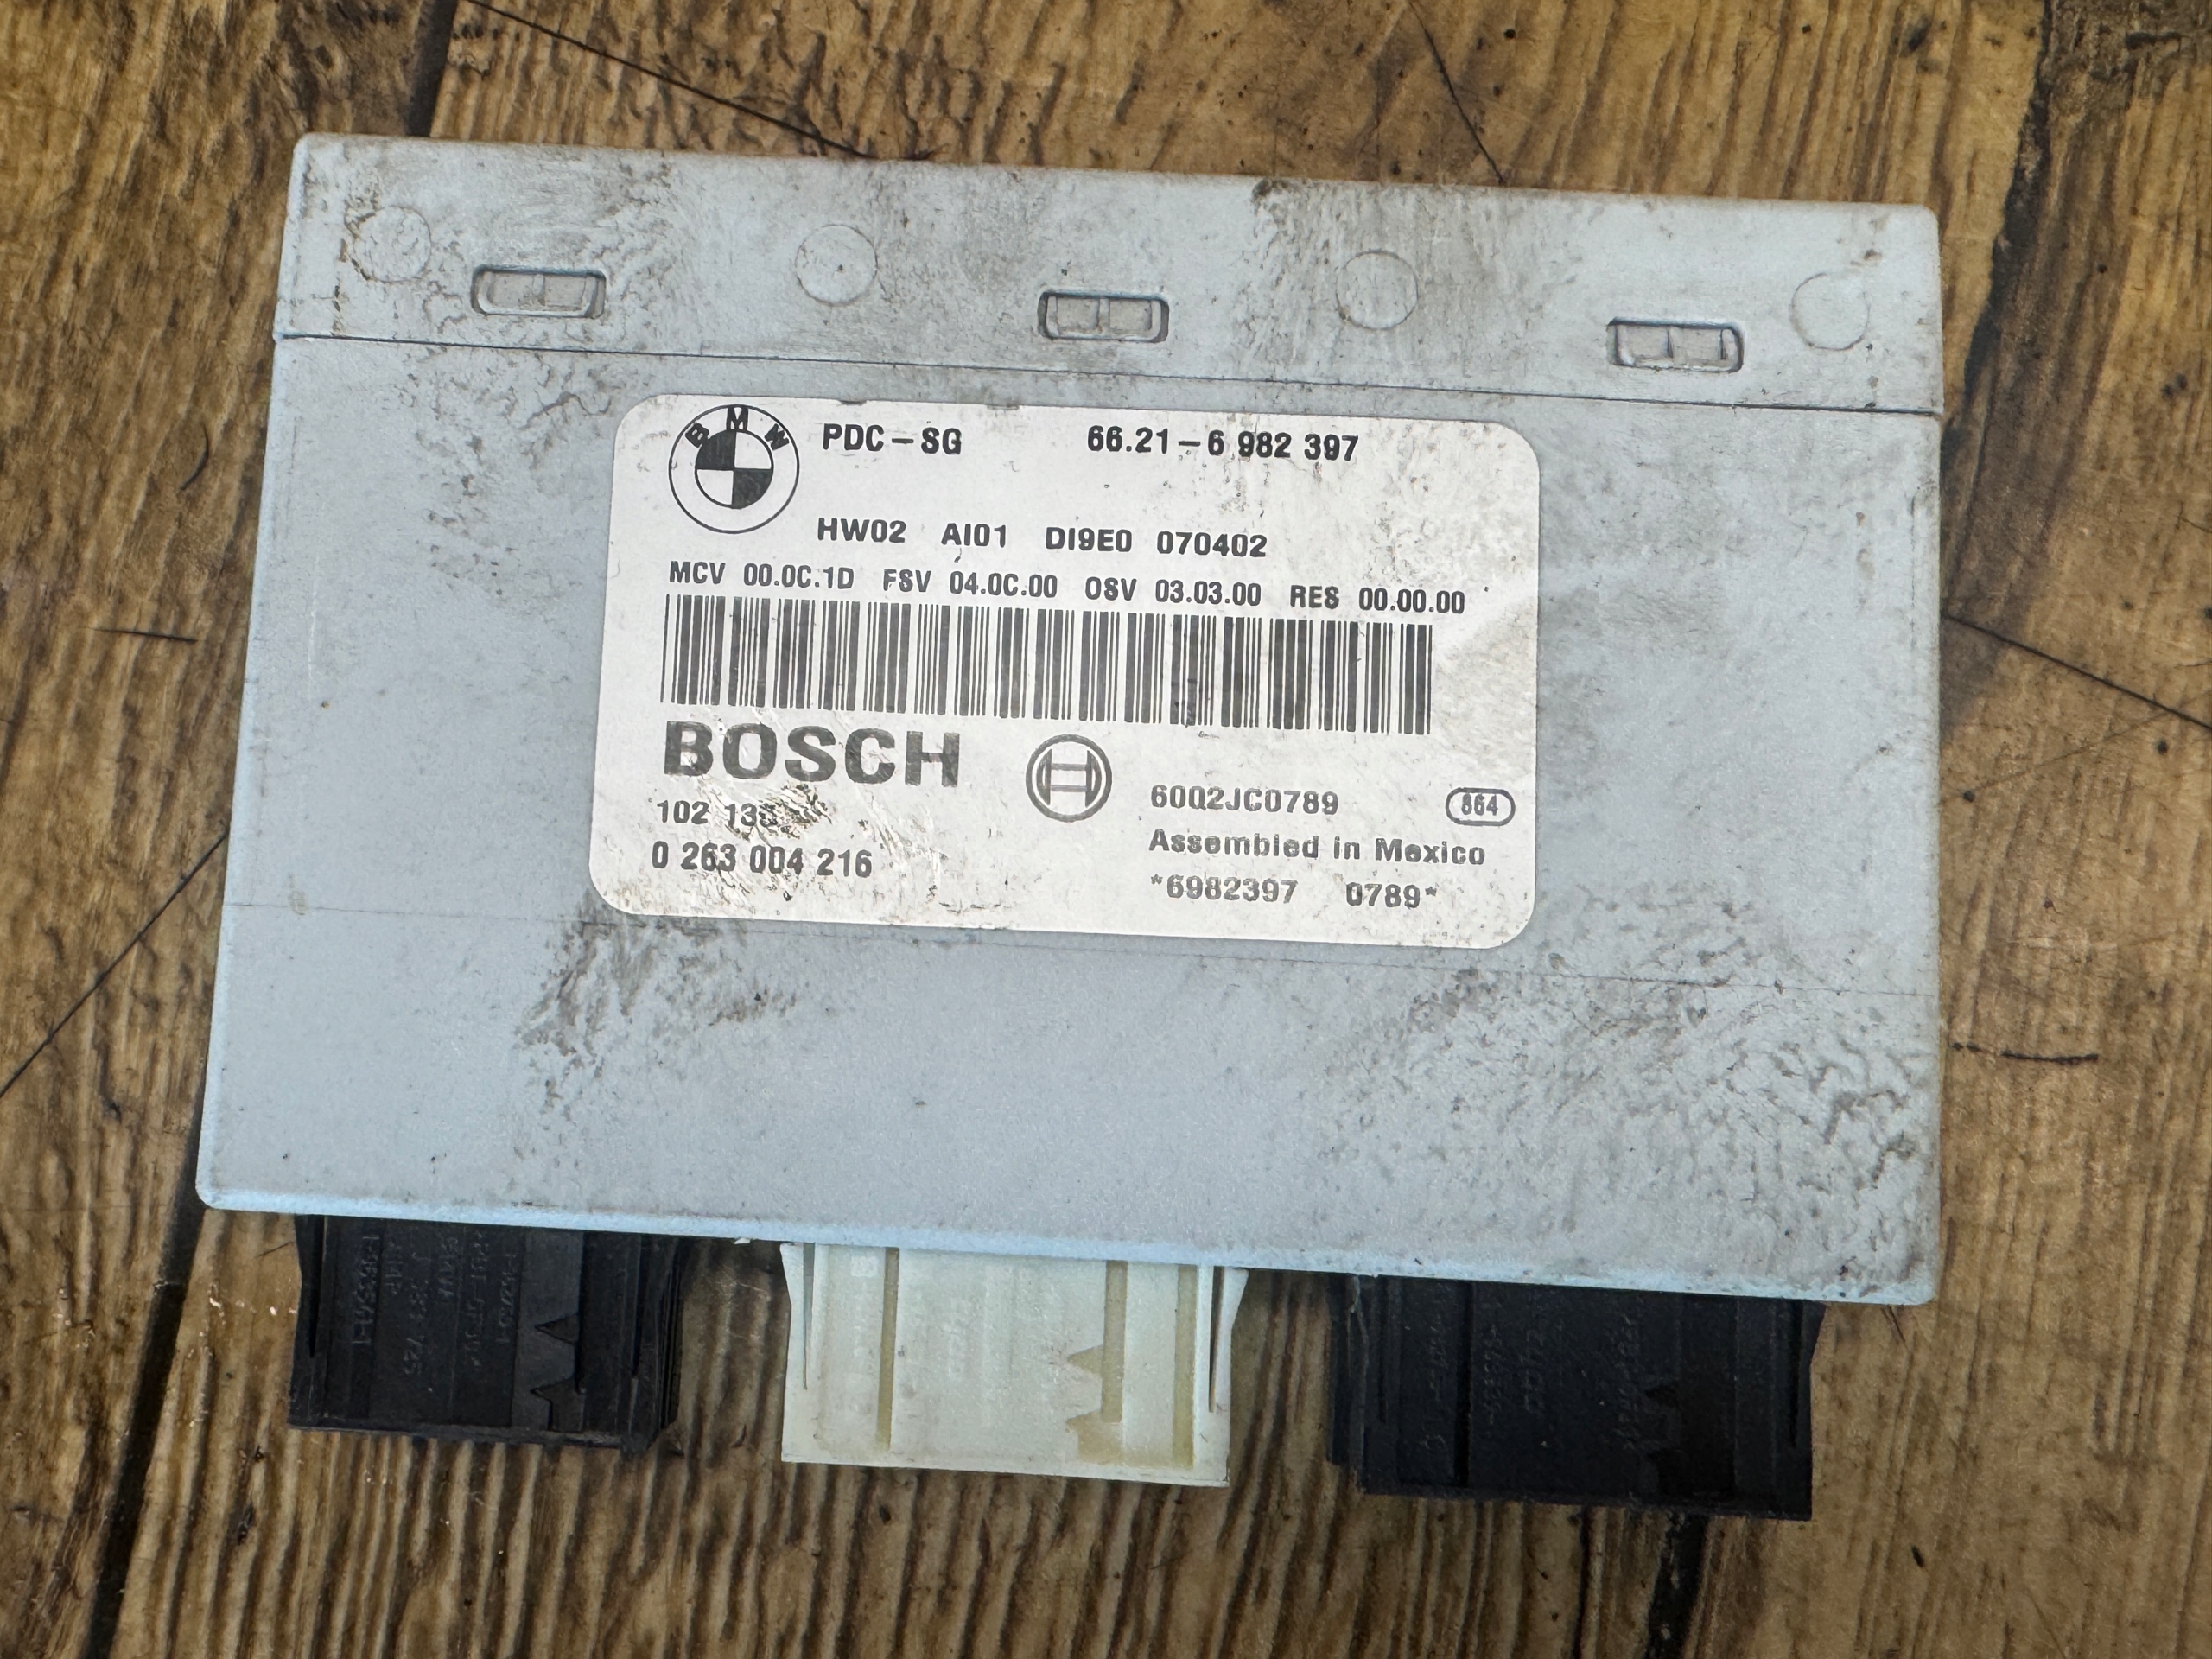 BMW
PDC-SG 66.21-6 982 397
HW02 AI01 DI9E0 070402
MCV 00.0C.1D FSV 04.0C.00 OSV 03.03.00 RES 00.00.00
BOSCH
6002JC0789 864
102
Assembled in Mexico
0 263 004 216
*6982397 0789*